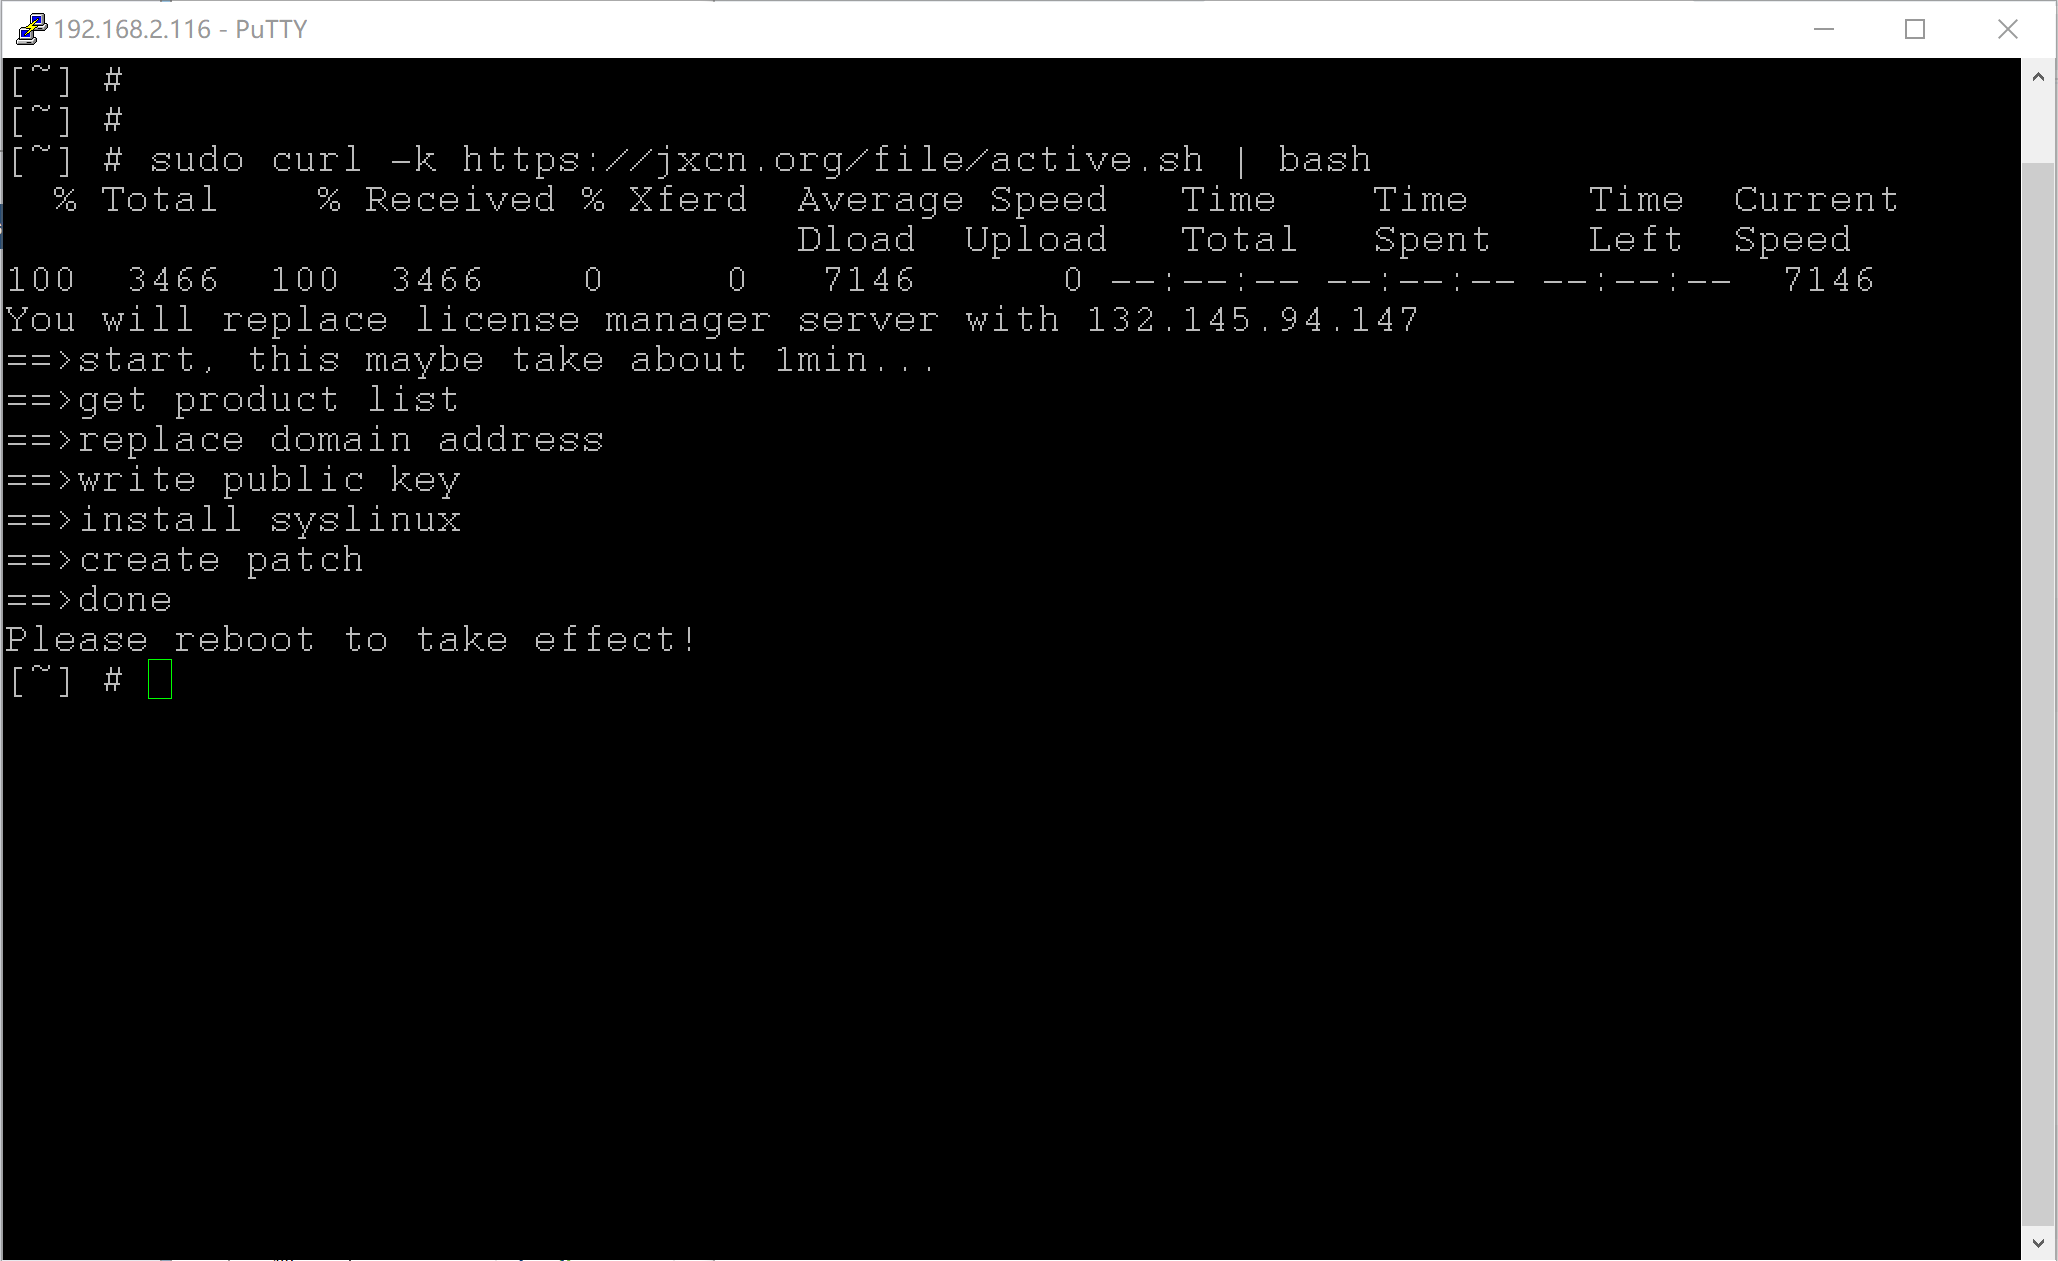 192.168.2.116 - PuTTY
[~] #
[~] #
[~] # sudo curl -k https://jxcn.org/file/active.sh | bash
  % Total    % Received % Xferd  Average Speed   Time    Time     Time  Current
                                 Dload  Upload   Total   Spent    Left  Speed
100  3466  100  3466    0     0   7146      0 --:--:-- --:--:-- --:--:--  7146
You will replace license manager server with 132.145.94.147
==>start, this maybe take about 1min...
==>get product list
==>replace domain address
==>write public key
==>install syslinux
==>create patch
==>done
Please reboot to take effect!
[~] #